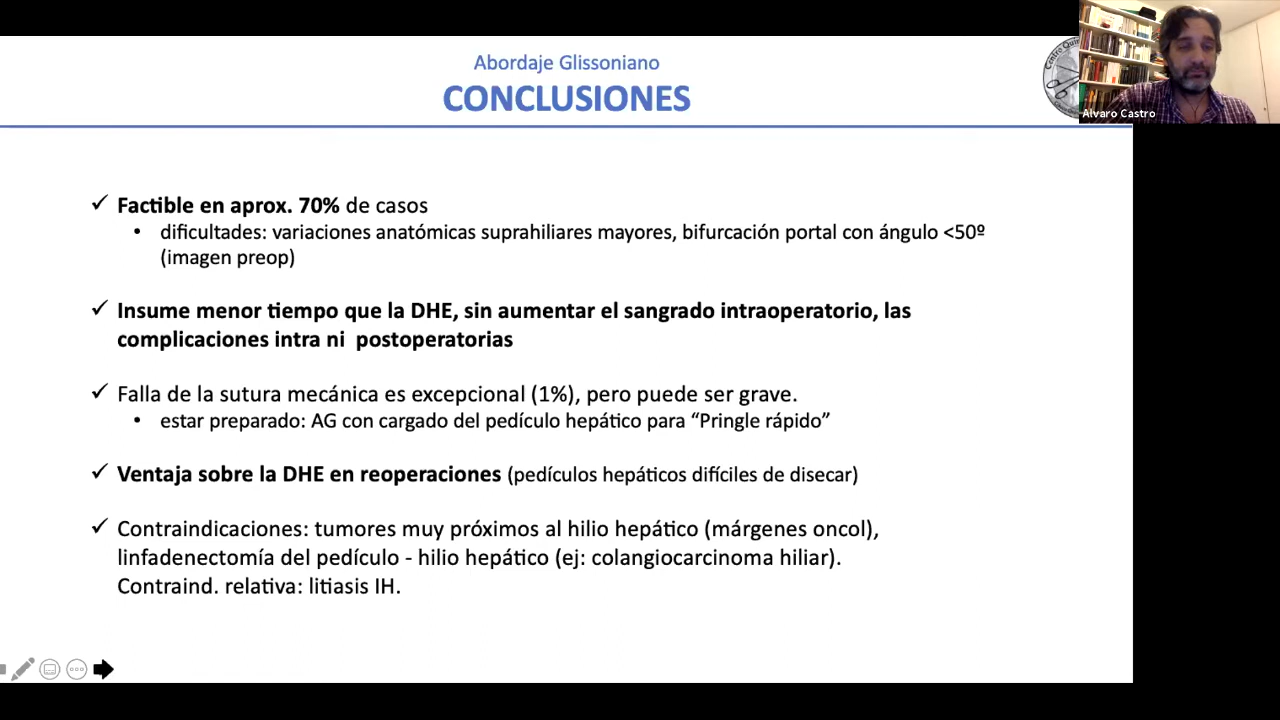 Abordaje Glissoniano
CONCLUSIONES
Centro Qui
Alvaro Castro
✓ Factible en aprox. 70% de casos
• dificultades: variaciones anatómicas suprahiliares mayores, bifurcación portal con ángulo <50º
(imagen preop)
✓ Insume menor tiempo que la DHE, sin aumentar el sangrado intraoperatorio, las
complicaciones intra ni postoperatorias
✓ Falla de la sutura mecánica es excepcional (1%), pero puede ser grave.
• estar preparado: AG con cargado del pedículo hepático para “Pringle rápido”
✓ Ventaja sobre la DHE en reoperaciones (pedículos hepáticos difíciles de disecar)
✓ Contraindicaciones: tumores muy próximos al hilio hepático (márgenes oncol),
linfadenectomía del pedículo - hilio hepático (ej: colangiocarcinoma hiliar).
Contraind. relativa: litiasis IH.